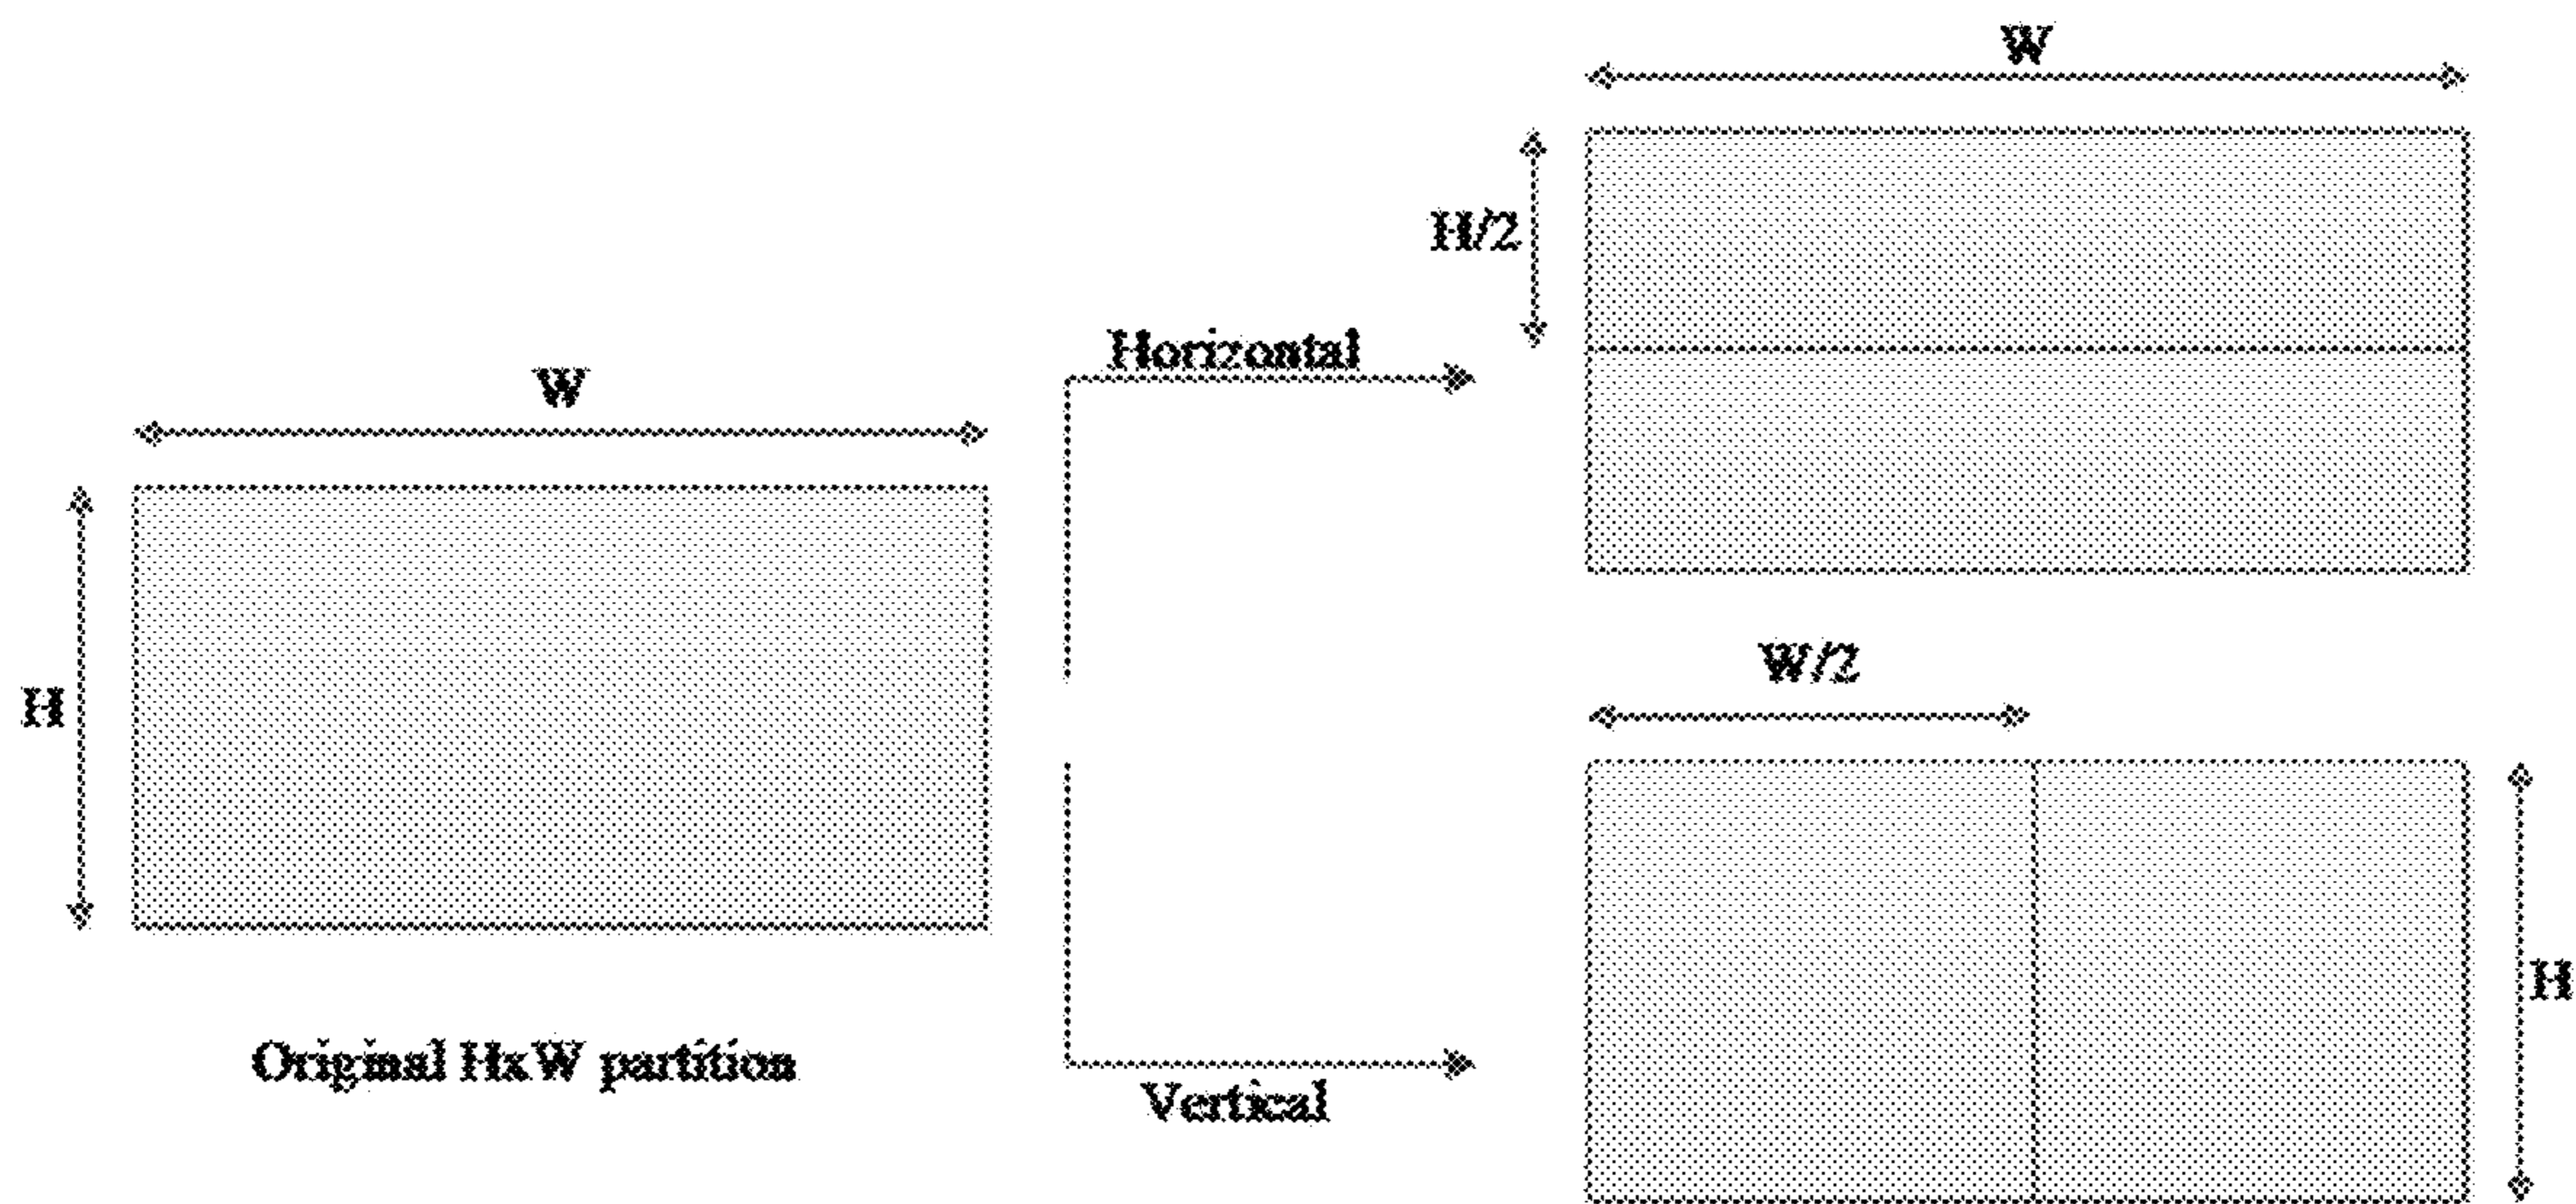 W
H/2
Horizontal
W
H
W/2
H
Original HxW partition
Vertical